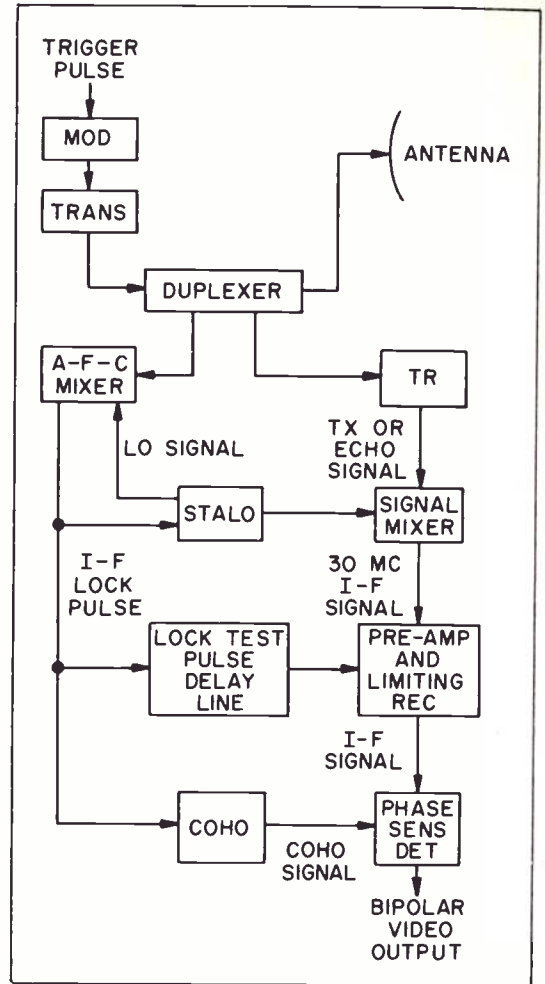 TRIGGER
PULSE
MOD
TRANS
ANTENNA
DUPLEXER
A-F-C
MIXER
TR
LO SIGNAL
TX OR
ECHO
SIGNAL
STALO
SIGNAL
MIXER
I-F
LOCK
PULSE
30 MC
I-F
SIGNAL
LOCK TEST
PULSE
DELAY
LINE
PRE-AMP
AND
LIMITING
REC
I-F
SIGNAL
COHO
COHO
SIGNAL
PHASE
SENS
DET
BIPOLAR
VIDEO
OUTPUT